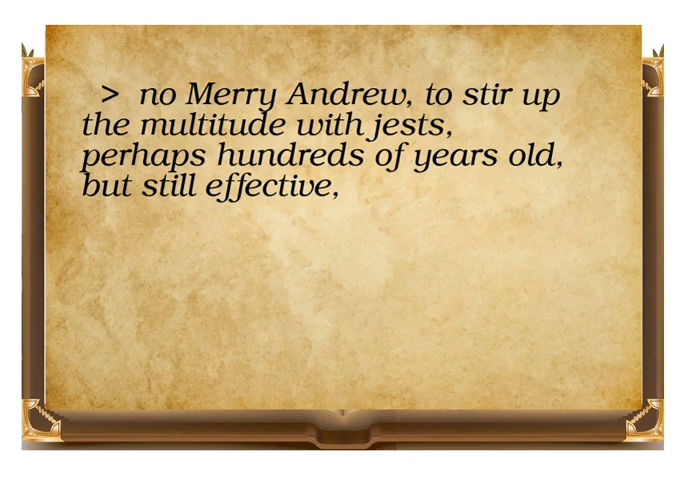 > no Merry Andrew, to stir up
the multitude with jests,
perhaps hundreds of years old,
but still effective,